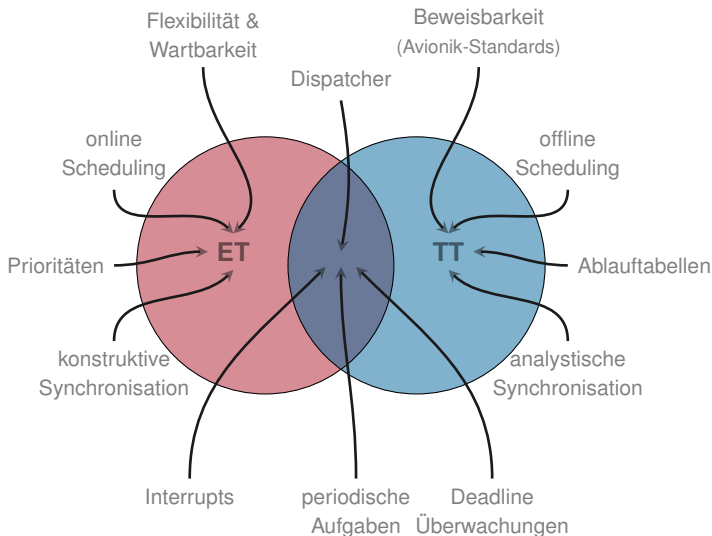 Flexibilität &
Wartbarkeit
Beweisbarkeit
(Avionik-Standards)
Dispatcher
online
Scheduling
offline
Scheduling
ET
TT
Prioritäten
Ablauftabellen
konstruktive
Synchronisation
analystische
Synchronisation
Interrupts
periodische
Aufgaben
Deadline
Überwachungen